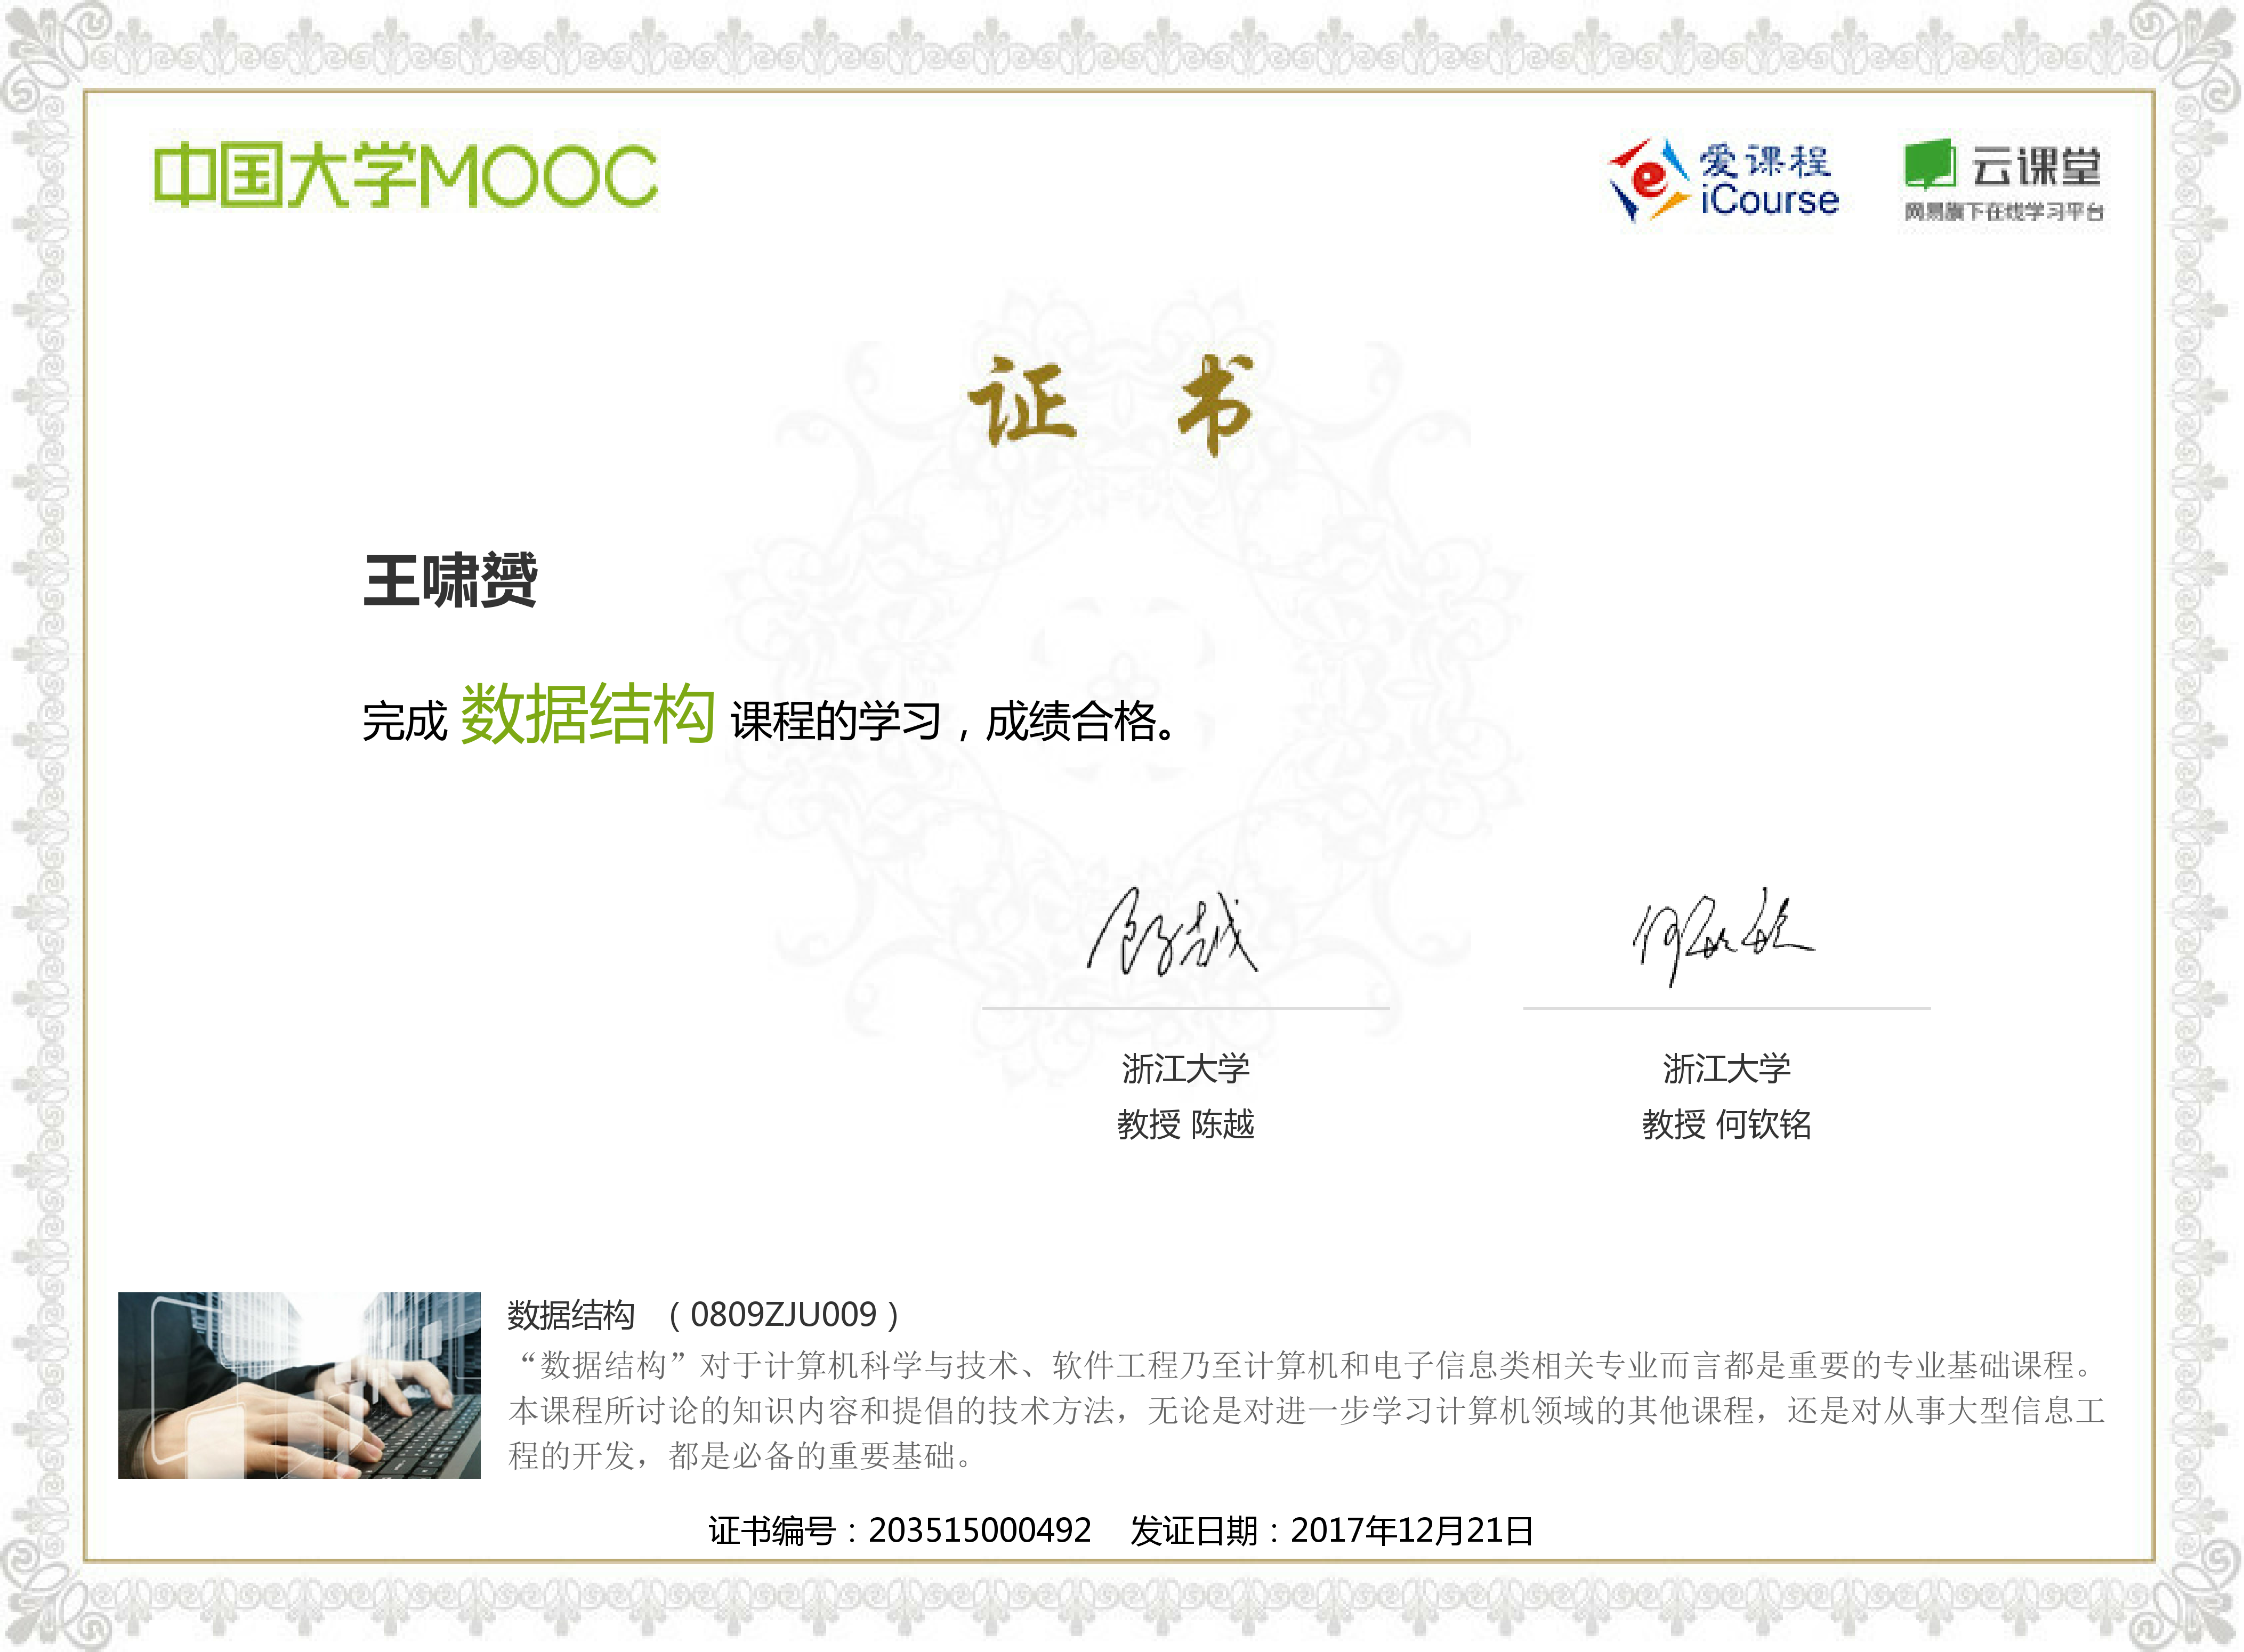 中国大学MOOC
爱课程
iCourse
云课堂
网易旗下在线学习平台
证 书
王啸赟
完成 数据结构 课程的学习，成绩合格。
陈越
何钦铭
浙江大学
教授 陈越
浙江大学
教授 何钦铭
数据结构 （0809ZJU009）
“数据结构”对于计算机科学与技术、软件工程乃至计算机和电子信息类相关专业而言都是重要的专业基础课程。
本课程所讨论的知识内容和提倡的技术方法，无论是对进一步学习计算机领域的其他课程，还是对从事大型信息工
程的开发，都是必备的重要基础。
证书编号：203515000492 发证日期：2017年12月21日